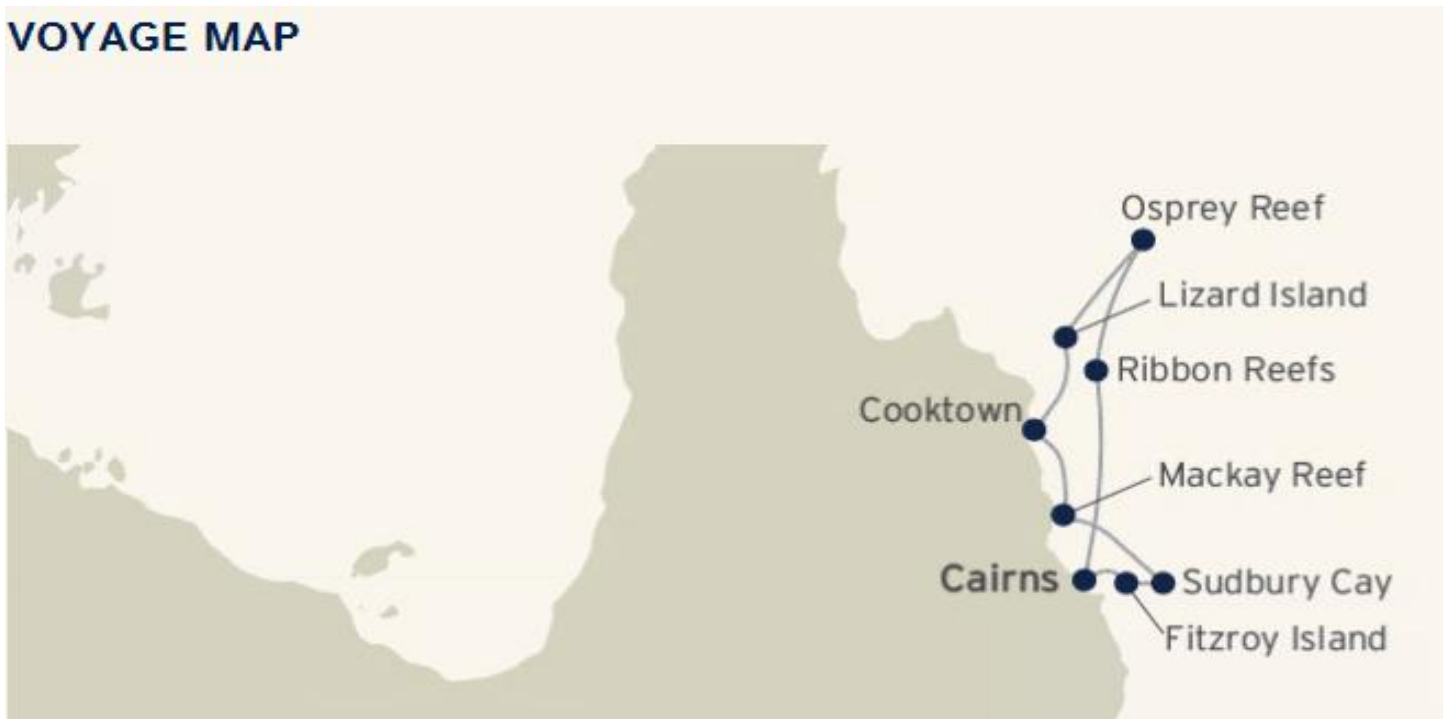 VOYAGE MAP
Osprey Reef
Lizard Island
Ribbon Reefs
Cooktown
Mackay Reef
Cairns
Sudbury Cay
Fitzroy Island